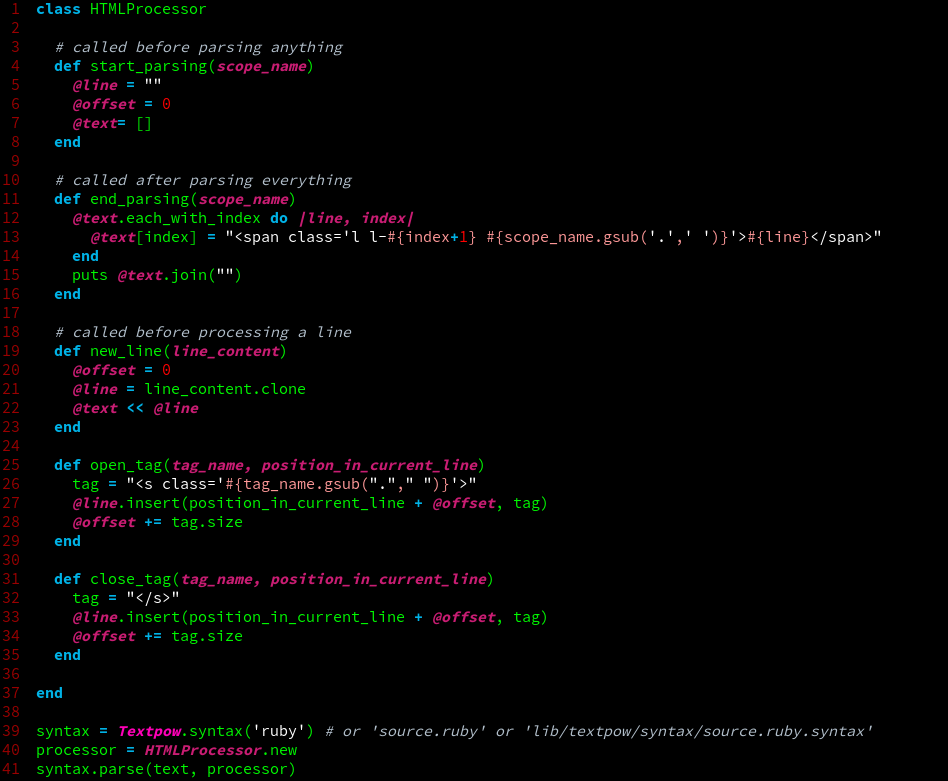 1 class HTMLProcessor
2
3   # called before parsing anything
4   def start_parsing(scope_name)
5     @line = ""
6     @offset = 0
7     @text= []
8   end
9
10   # called after parsing everything
11   def end_parsing(scope_name)
12     @text.each_with_index do |line, index|
13       @text[index] = "<span class='l l-#{index+1} #{scope_name.gsub('.',' ')}'>#{line}</span>"
14     end
15     puts @text.join("")
16   end
17
18   # called before processing a line
19   def new_line(line_content)
20     @offset = 0
21     @line = line_content.clone
22     @text << @line
23   end
24
25   def open_tag(tag_name, position_in_current_line)
26     tag = "<s class='#{tag_name.gsub("."," ")}'>"
27     @line.insert(position_in_current_line + @offset, tag)
28     @offset += tag.size
29   end
30
31   def close_tag(tag_name, position_in_current_line)
32     tag = "</s>"
33     @line.insert(position_in_current_line + @offset, tag)
34     @offset += tag.size
35   end
36
37 end
38
39 syntax = Textpow.syntax('ruby') # or 'source.ruby' or 'lib/textpow/syntax/source.ruby.syntax'
40 processor = HTMLProcessor.new
41 syntax.parse(text, processor)